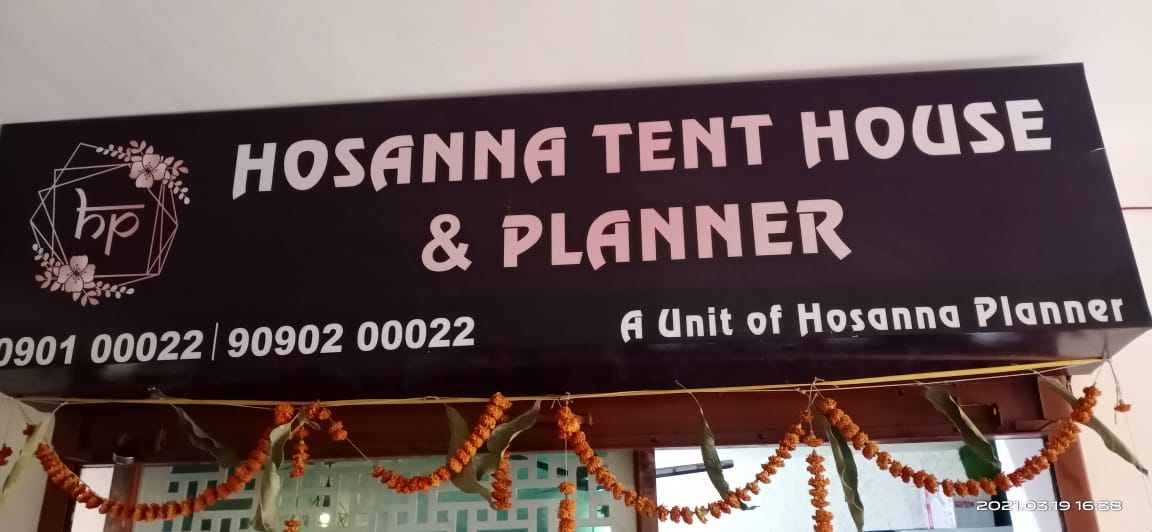 HOSANNA TENT HOUSE
& PLANNER
hp
0901 00022 | 90902 00022
A Unit of Hosanna Planner
2021.03.19 16:38